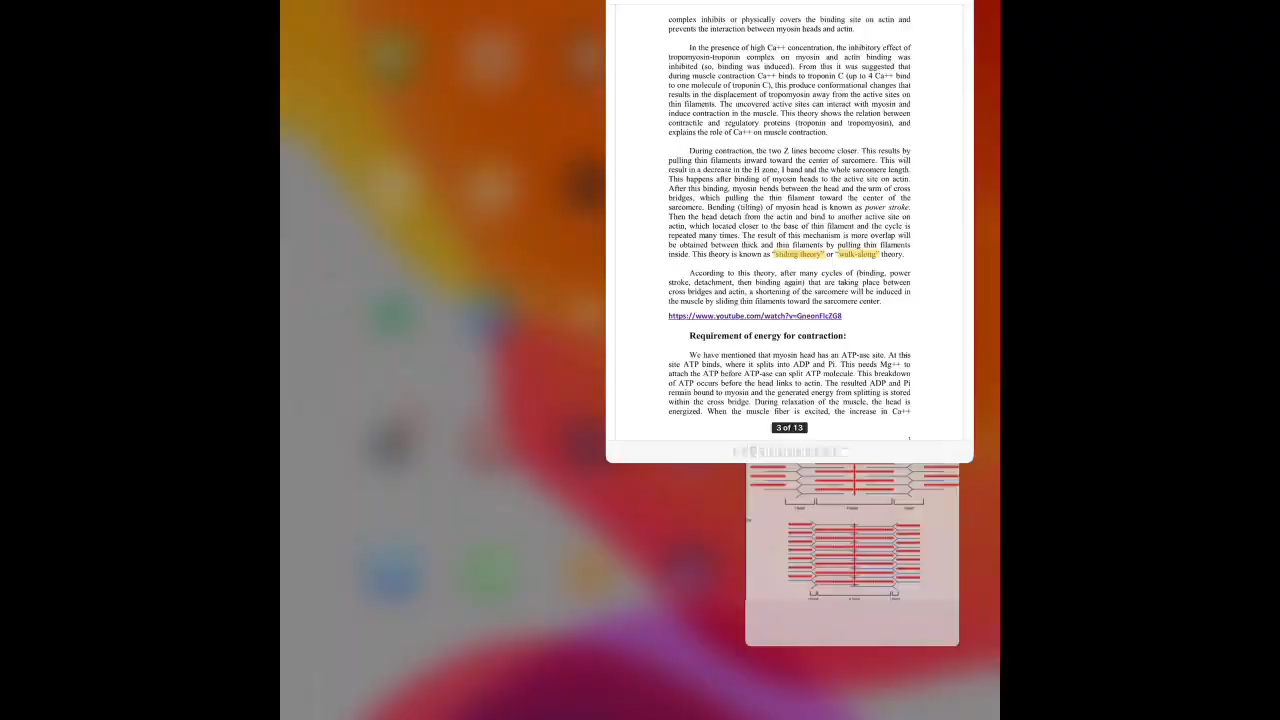 complex inhibits or physically covers the binding site on actin and
prevents the interaction between myosin heads and actin.
In the presence of high Ca++ concentration, the inhibitory effect of
tropomyosin-troponin complex on myosin and actin binding was
inhibited (so, binding was induced). From this it was suggested that
during muscle contraction Ca++ binds to troponin C (up to 4 Ca++ bind
to one molecule of troponin C), this produce conformational changes that
results in the displacement of tropomyosin away from the active sites on
thin filaments. The uncovered active sites can interact with myosin and
induce contraction in the muscle. This theory shows the relation between
contractile and regulatory proteins (troponin and tropomyosin), and
explains the role of Ca++ on muscle contraction.
During contraction, the two Z lines become closer. This results by
pulling thin filaments inward toward the center of sarcomere. This will
result in a decrease in the H zone, I band and the whole sarcomere length.
This happens after binding of myosin heads to the active site on actin.
After this binding, myosin bends between the head and the arm of cross
bridges, which pulling the thin filament toward the center of the
sarcomere. Bending (tilting) of myosin head is known as power stroke.
Then the head detach from the actin and bind to another active site on
actin, which located closer to the base of thin filament and the cycle is
repeated many times. The result of this mechanism is more overlap will
be obtained between thick and thin filaments by pulling thin filaments
inside. This theory is known as "sliding theory" or "walk-along" theory.
According to this theory, after many cycles of (binding, power
stroke, detachment, then binding again) that are taking place between
cross bridges and actin, a shortening of the sarcomere will be induced in
the muscle by sliding thin filaments toward the sarcomere center.
https://www.youtube.com/watch?v=GneonFlcZG8
Requirement of energy for contraction:
We have mentioned that myosin head has an ATP-ase site. At this
site ATP binds, where it splits into ADP and Pi. This needs Mg++ to
attach the ATP before ATP-ase can split ATP molecule. This breakdown
of ATP occurs before the head links to actin. The resulted ADP and Pi
remain bound to myosin and the generated energy from splitting is stored
within the cross bridge. During relaxation of the muscle, the head is
energized. When the muscle fiber is excited, the increase in Ca++
3 of 13